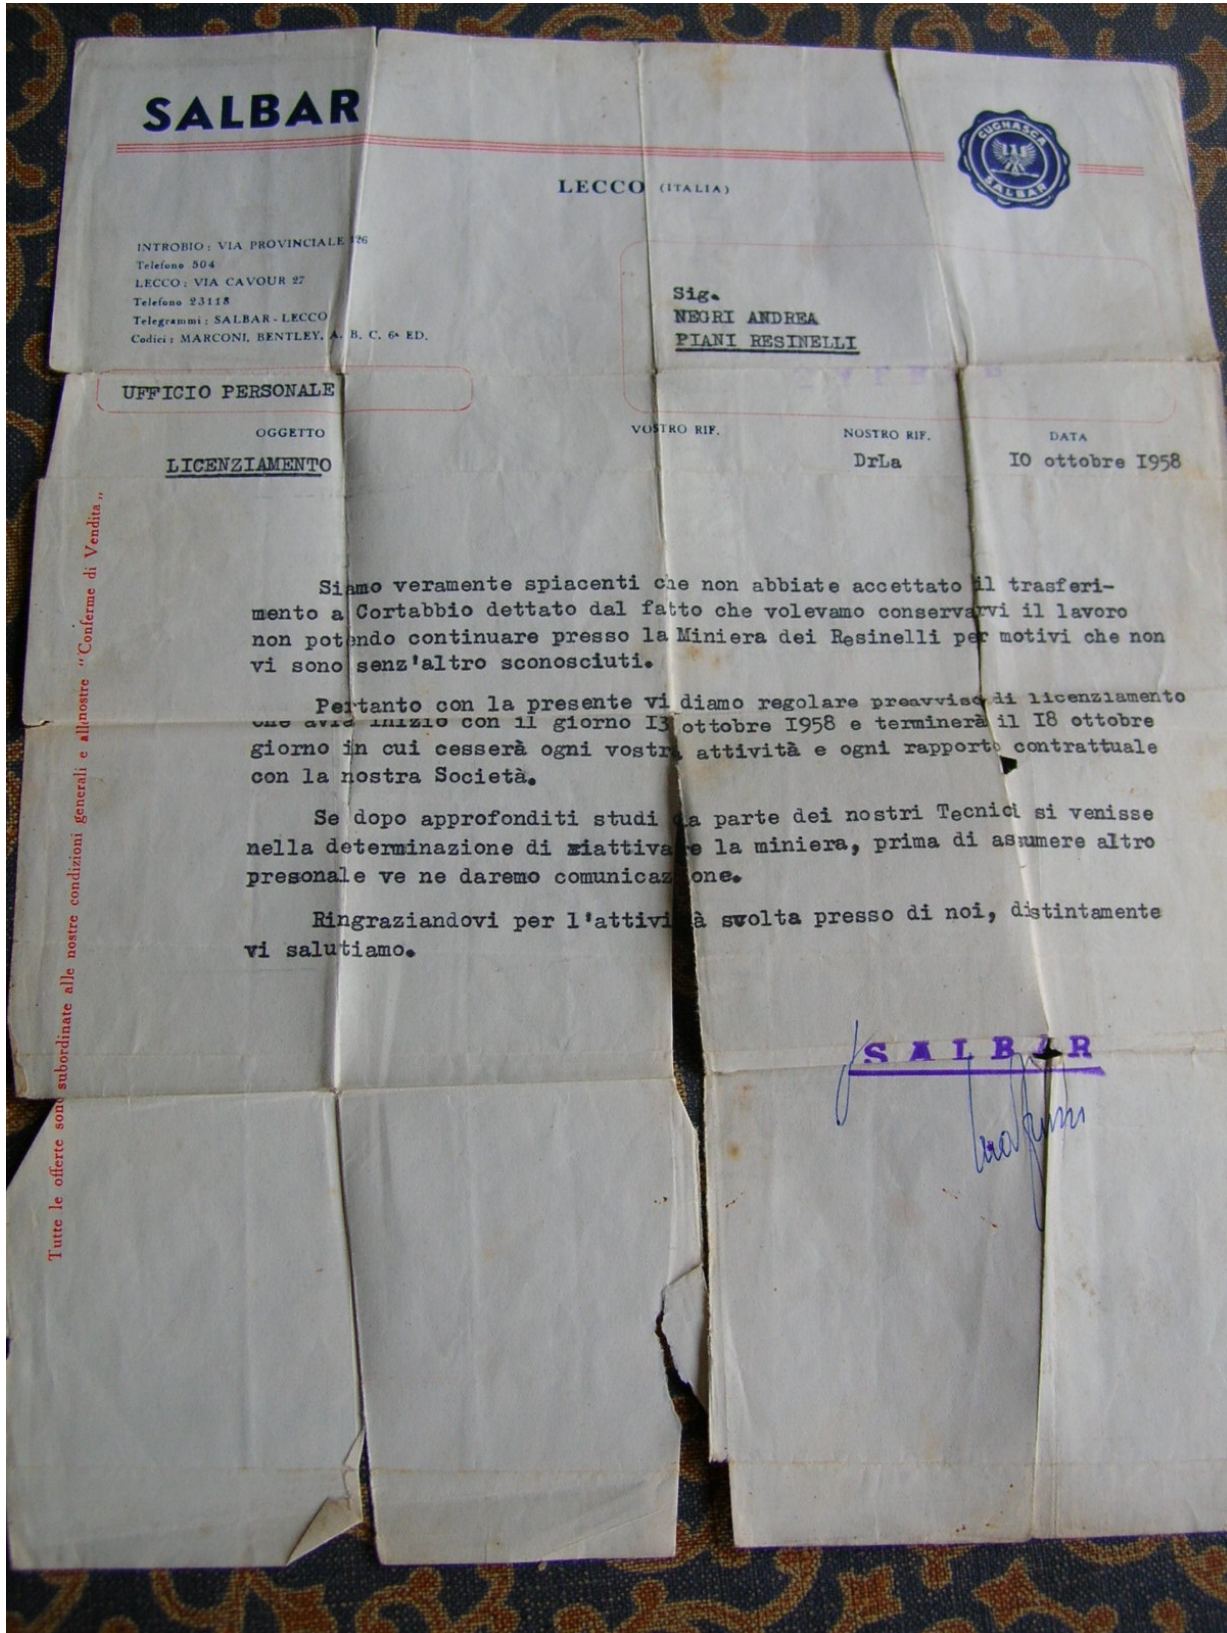 SALBAR
CUGNASCA
SALBAR
LECCO (ITALIA)
INTROBIO: VIA PROVINCIALE 126
Telefono 504
LECCO: VIA CAVOUR 27
Telefono 23118
Telegrammi: SALBAR - LECCO
Codici: MARCONI, BENTLEY, A. B. C. 6ª ED.
Sig.
NEGRI ANDREA
PIANI RESINELLI
UFFICIO PERSONALE
OGGETTO VOSTRO RIF. NOSTRO RIF. DATA
LICENZIAMENTO DrLa IO ottobre I958
Siamo veramente spiacenti che non abbiate accettato il trasferi-
mento a Cortabbio dettato dal fatto che volevamo conservarvi il lavoro
non potendo continuare presso la Miniera dei Resinelli per motivi che non
vi sono senz'altro sconosciuti.
Pertanto con la presente vi diamo regolare preavviso di licenziamento
che avrà inizio con il giorno I3 ottobre I958 e terminerà il I8 ottobre
giorno in cui cesserà ogni vostra attività e ogni rapporto contrattuale
con la nostra Società.
Se dopo approfonditi studi da parte dei nostri Tecnici si venisse
nella determinazione di riattivare la miniera, prima di assumere altro
presonale ve ne daremo comunicazione.
Ringraziandovi per l'attività svolta presso di noi, distintamente
vi salutiamo.
SALBAR
Tutte le offerte sono subordinate alle nostre condizioni generali e alle nostre "Conferme di Vendita"